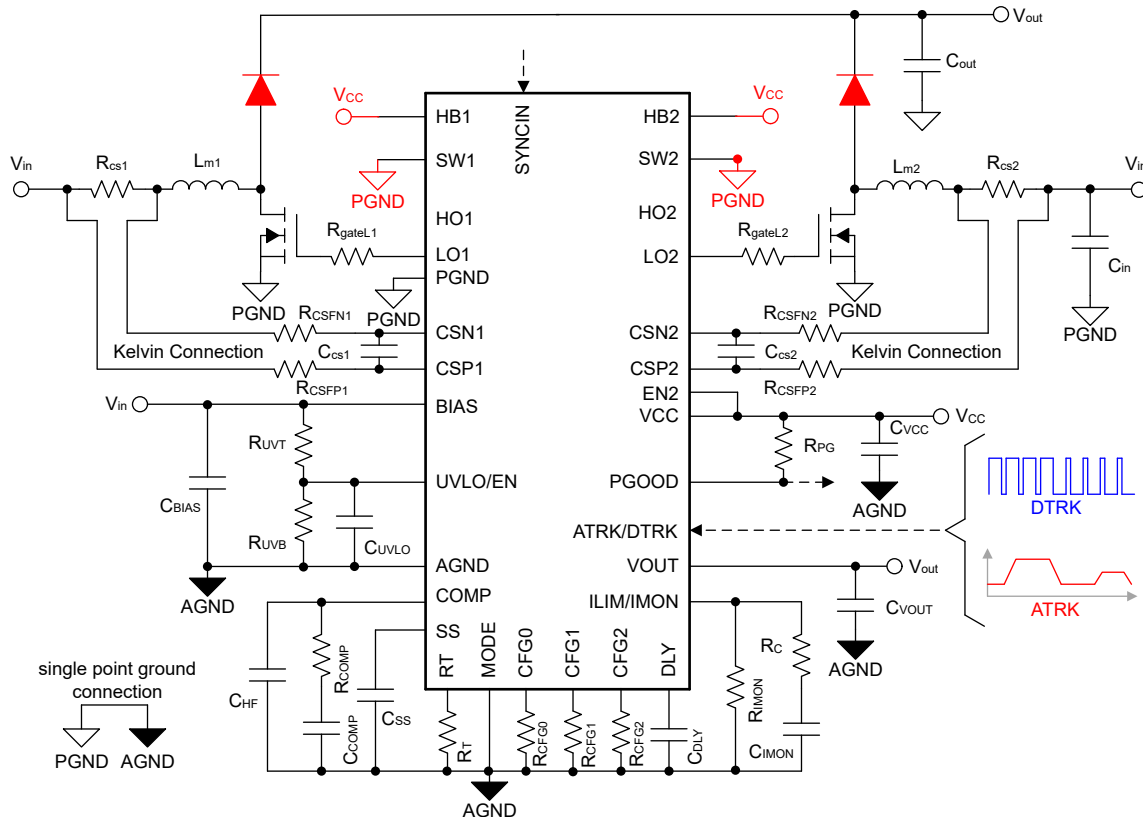 Vout
Cout
VCC
HB1
SYNCIN
HB2
VCC
Vin
Rcs1
Lm1
SW1
PGND
SW2
PGND
Lm2
Rcs2
Vin
HO1
HO2
RgateL1
LO1
LO2
RgateL2
Cin
PGND
PGND
PGND
PGND
PGND
RCSFN1
CSN1
CSN2
RCSFN2
Kelvin Connection
Ccs1
Ccs2
Kelvin Connection
CSP1
CSP2
RCSFP1
RCSFP2
EN2
Vin
BIAS
VCC
VCC
RUVT
RPG
CVCC
CBIAS
UVLO/EN
PGOOD
AGND
DTRK
RUVB
CUVLO
ATRK/DTRK
AGND
AGND
VOUT
Vout
COMP
ILIM/IMON
CVOUT
ATRK
SS
AGND
RT
MODE
CFG0
CFG1
CFG2
DLY
single point ground
connection
CHF
RCOMP
CCOMP
CSS
RT
RCFG0
RCFG1
RCFG2
CDLY
RIMON
RC
CIMON
PGND
AGND
AGND